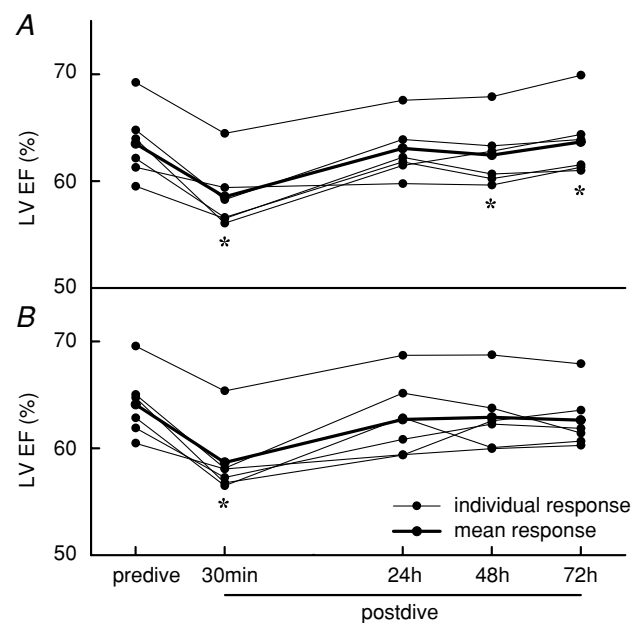 A
70
LV EF (%)
60
*
*
*
50
B
70
LV EF (%)
60
*
individual response
mean response
50
predive 30min 24h 48h 72h
postdive